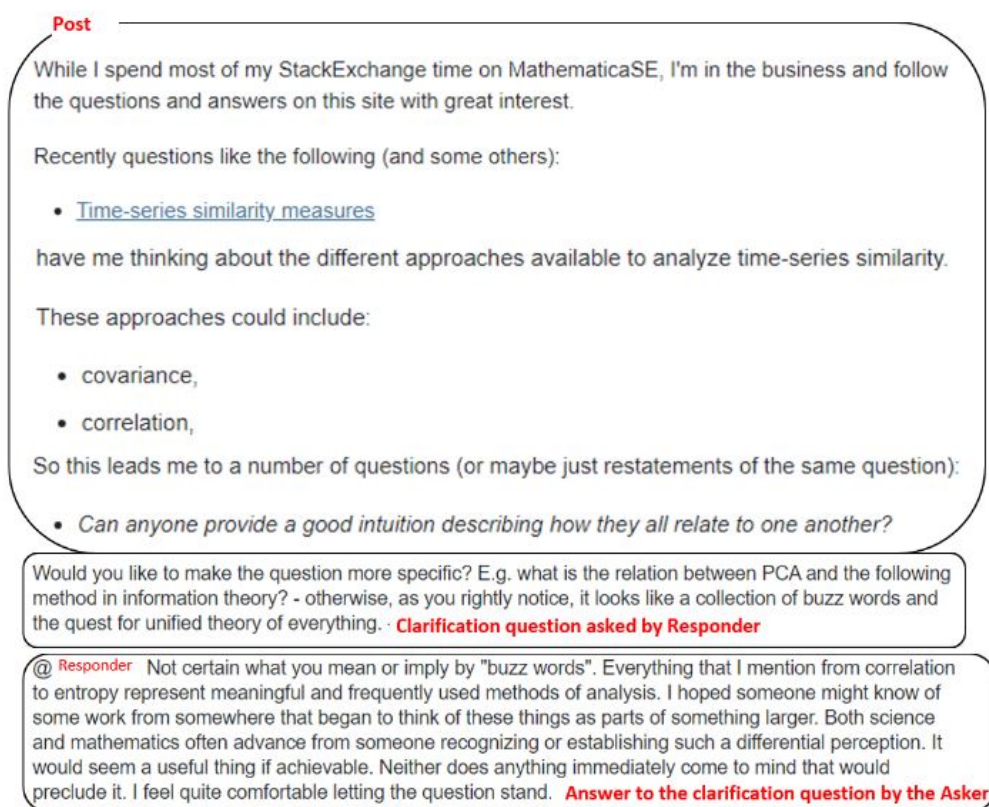 Post
While I spend most of my StackExchange time on MathematicaSE, I'm in the business and follow
the questions and answers on this site with great interest.
Recently questions like the following (and some others):
• Time-series similarity measures
have me thinking about the different approaches available to analyze time-series similarity.
These approaches could include:
• covariance,
• correlation,
So this leads me to a number of questions (or maybe just restatements of the same question):
• Can anyone provide a good intuition describing how they all relate to one another?
Would you like to make the question more specific? E.g. what is the relation between PCA and the following
method in information theory? - otherwise, as you rightly notice, it looks like a collection of buzz words and
the quest for unified theory of everything. · Clarification question asked by Responder
@ Responder Not certain what you mean or imply by "buzz words". Everything that I mention from correlation
to entropy represent meaningful and frequently used methods of analysis. I hoped someone might know of
some work from somewhere that began to think of these things as parts of something larger. Both science
and mathematics often advance from someone recognizing or establishing such a differential perception. It
would seem a useful thing if achievable. Neither does anything immediately come to mind that would
preclude it. I feel quite comfortable letting the question stand. Answer to the clarification question by the Asker